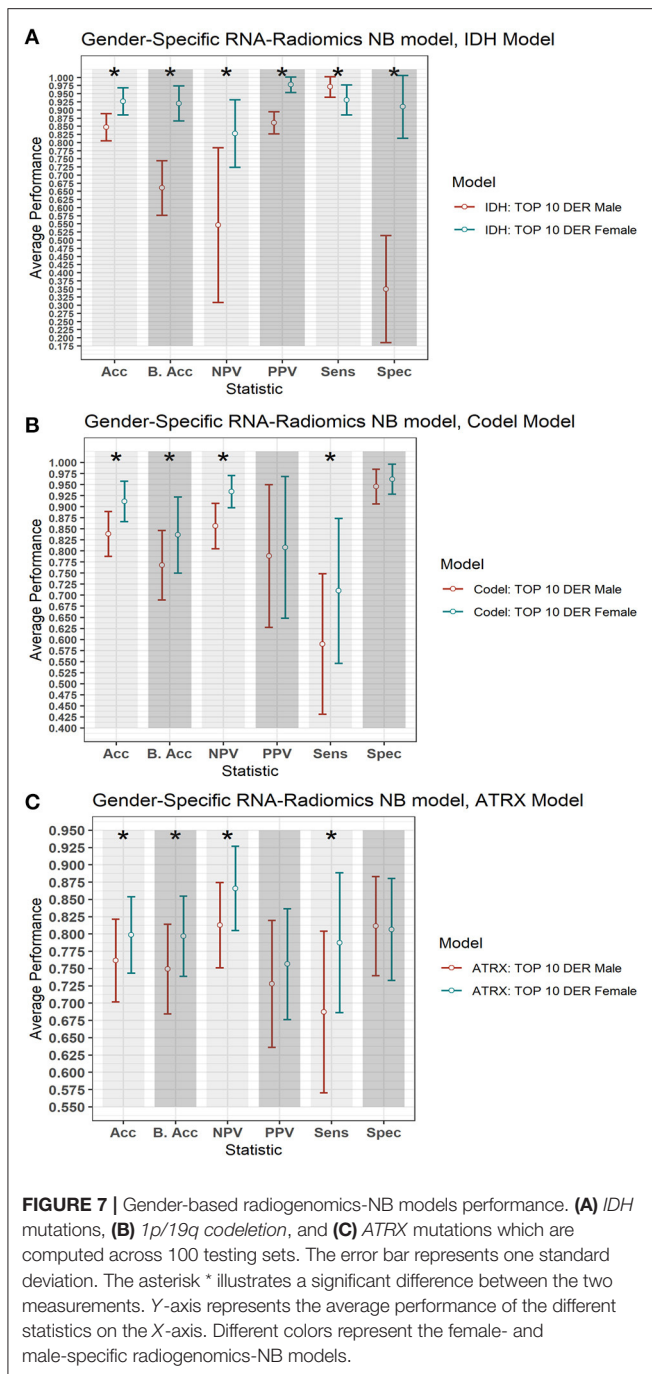 A
Gender-Specific RNA-Radiomics NB model, IDH Model
* * * * * *
1.000
0.975
0.950
0.925
0.900
0.875
0.850
0.825
0.800
0.775
0.750
0.725
0.700
0.675
0.650
0.625
0.600
0.575
0.550
0.525
0.500
0.475
0.450
0.425
0.400
0.375
0.350
0.325
0.300
0.275
0.250
0.225
0.200
0.175
Average Performance
Acc B. Acc NPV PPV Sens Spec
Statistic
Model
IDH: TOP 10 DER Male
IDH: TOP 10 DER Female
B
Gender-Specific RNA-Radiomics NB model, Codel Model
* * * *
1.000
0.975
0.950
0.925
0.900
0.875
0.850
0.825
0.800
0.775
0.750
0.725
0.700
0.675
0.650
0.625
0.600
0.575
0.550
0.525
0.500
0.475
0.450
0.425
0.400
Average Performance
Acc B. Acc NPV PPV Sens Spec
Statistic
Model
Codel: TOP 10 DER Male
Codel: TOP 10 DER Female
C
Gender-Specific RNA-Radiomics NB model, ATRX Model
* * * *
0.950
0.925
0.900
0.875
0.850
0.825
0.800
0.775
0.750
0.725
0.700
0.675
0.650
0.625
0.600
0.575
0.550
Average Performance
Acc B. Acc NPV PPV Sens Spec
Statistic
Model
ATRX: TOP 10 DER Male
ATRX: TOP 10 DER Female
FIGURE 7 | Gender-based radiogenomics-NB models performance. (A) IDH
mutations, (B) 1p/19q codeletion, and (C) ATRX mutations which are
computed across 100 testing sets. The error bar represents one standard
deviation. The asterisk * illustrates a significant difference between the two
measurements. Y-axis represents the average performance of the different
statistics on the X-axis. Different colors represent the female- and
male-specific radiogenomics-NB models.